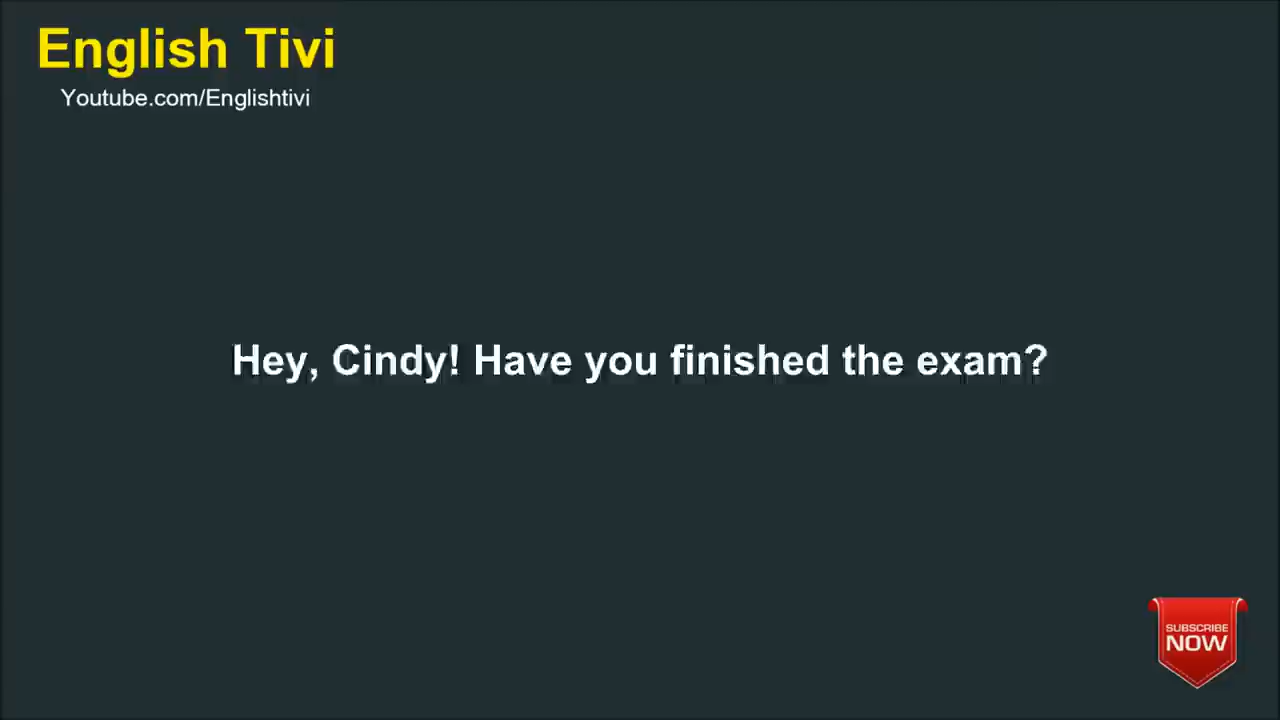 English Tivi
Youtube.com/Englishtivi
Hey, Cindy! Have you finished the exam?
SUBSCRIBE
NOW